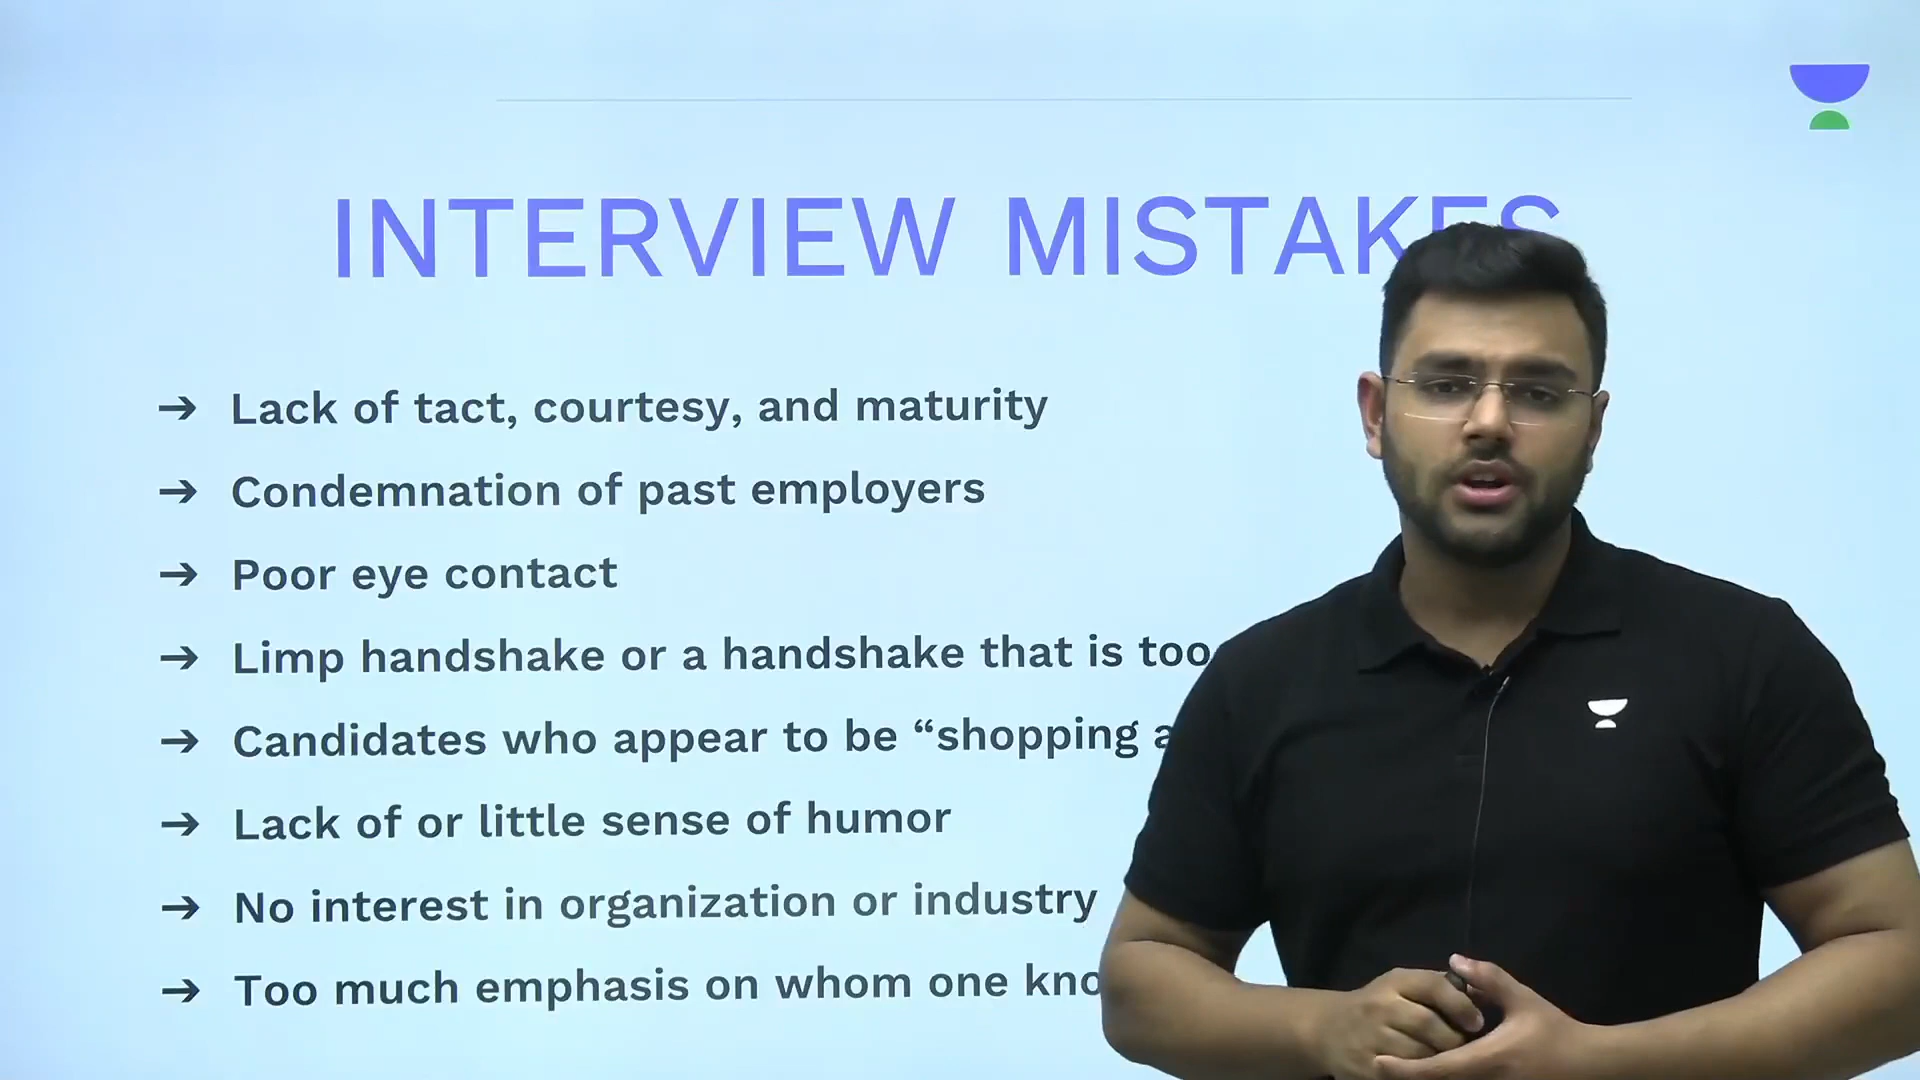 INTERVIEW MISTAKES
→ Lack of tact, courtesy, and maturity
→ Condemnation of past employers
→ Poor eye contact
→ Limp handshake or a handshake that is too
→ Candidates who appear to be “shopping
→ Lack of or little sense of humor
→ No interest in organization or industry
→ Too much emphasis on whom one